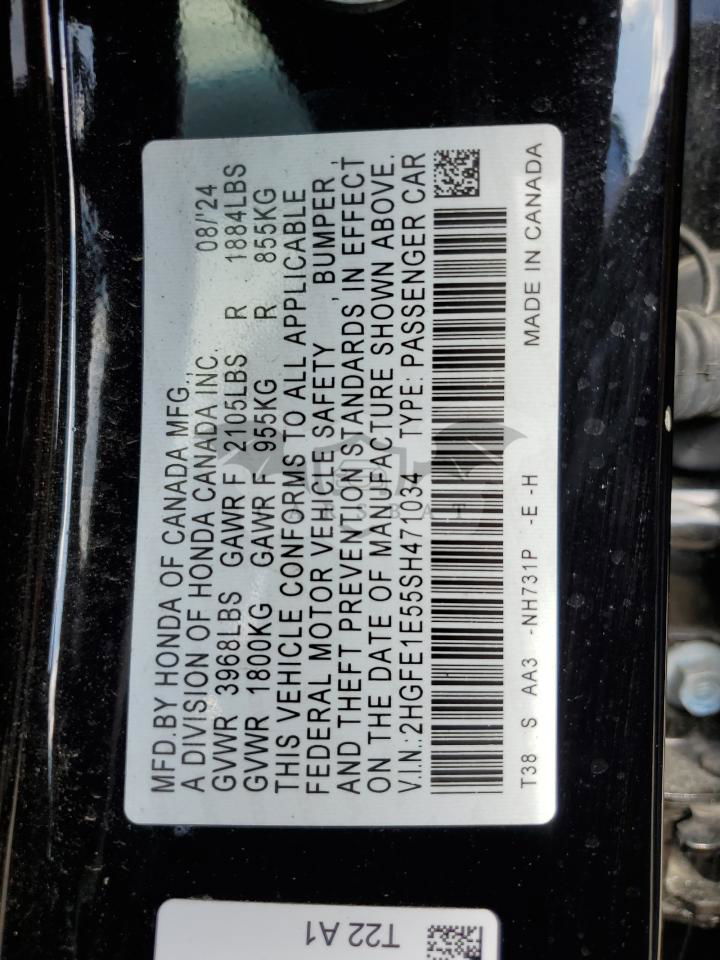 MFD.BY HONDA OF CANADA MFG.,
A DIVISION OF HONDA CANADA INC. 08/'24
GVWR 3968LBS GAWR F 2105LBS R 1884LBS
GVWR 1800KG GAWR F 955KG R 855KG
THIS VEHICLE CONFORMS TO ALL APPLICABLE
FEDERAL MOTOR VEHICLE SAFETY , BUMPER ,
AND THEFT PREVENTION STANDARDS IN EFFECT
ON THE DATE OF MANUFACTURE SHOWN ABOVE.
V.I.N.:2HGFE1E55SH471034 TYPE: PASSENGER CAR
T38 S AA3 -NH731P -E -H MADE IN CANADA
T22 A1
ABSBAT